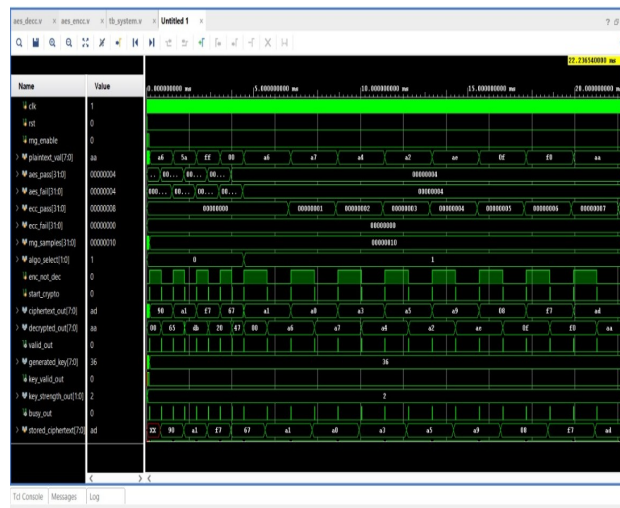 aes_decc.v × aes_encc.v × tb_system.v × Untitled 1 ×
22.236540000 ms
Name Value 0.000000000 ms 5.000000000 ms 10.000000000 ms 15.000000000 ms 20.000000000 ms
clk 1
rst 0
rng_enable 0
plaintext_val[7:0] aa a6 5a ff 00 a6 a7 a4 a2 ae 0f f0 aa
aes_pass[31:0] 00000004 .. 00... 00... 00... 00000004
aes_fail[31:0] 00000004 000... 00... 00... 00... 00000004
ecc_pass[31:0] 00000008 00000000 00000001 00000002 00000003 00000004 00000005 00000006 00000007
ecc_fail[31:0] 00000000 00000000
rng_samples[31:0] 00000010 00000010
algo_select[1:0] 1 0 1
enc_not_dec 0
start_crypto 0
ciphertext_out[7:0] ad 90 a1 f7 67 a1 a0 a3 a5 a9 08 f7 ad
decrypted_out[7:0] aa 00 65 db 20 47 00 a6 a7 a4 a2 ae 0f f0 aa
valid_out 0
generated_key[7:0] 36 36
key_valid_out 0
key_strength_out[1:0] 2 2
busy_out 0
stored_ciphertext[7:0] ad XX 90 a1 f7 67 a1 a0 a3 a5 a9 08 f7 ad
Tcl Console Messages Log